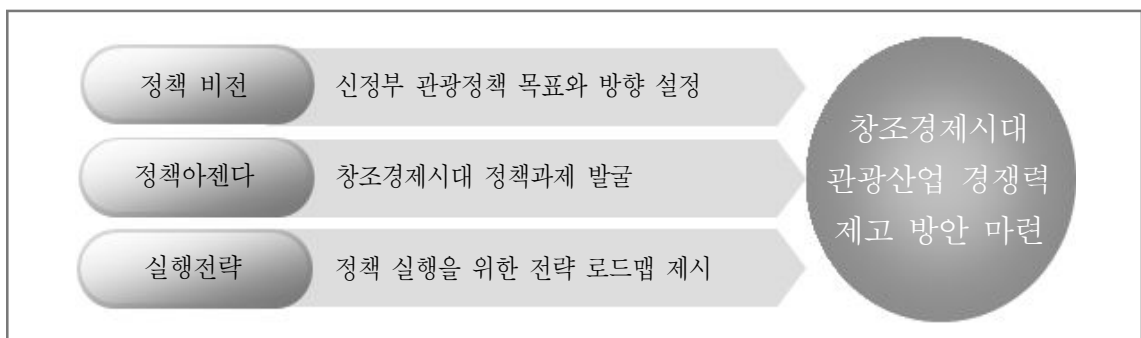 정책 비전
신정부 관광정책 목표와 방향 설정
정책아젠다
창조경제시대 정책과제 발굴
실행전략
정책 실행을 위한 전략 로드맵 제시
창조경제시대
관광산업 경쟁력
제고 방안 마련